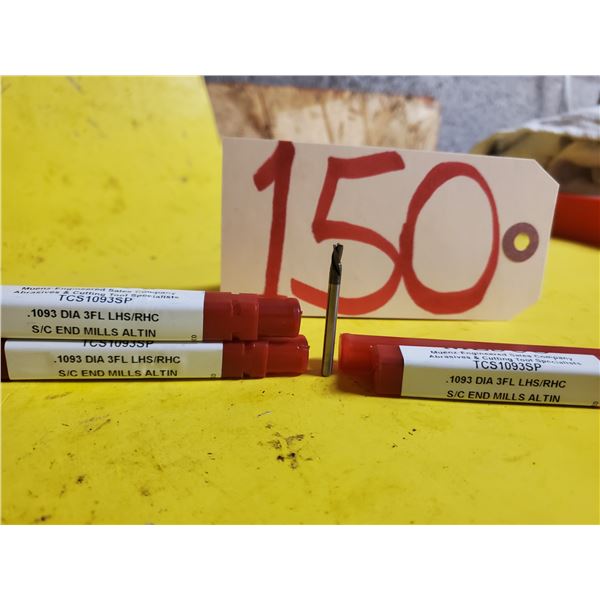 150
Muenz-Engineered Sales Company
Abrasives & Cutting Tool Specialists
TCS1093SP
.1093 DIA 3FL LHS/RHC
S/C END MILLS ALTIN
TCS1093SP
.1093 DIA 3FL LHS/RHC
S/C END MILLS ALTIN
Muenz-Engineered Sales Company
Abrasives & Cutting Tool Specialists
TCS1093SP
.1093 DIA 3FL LHS/RHC
S/C END MILLS ALTIN